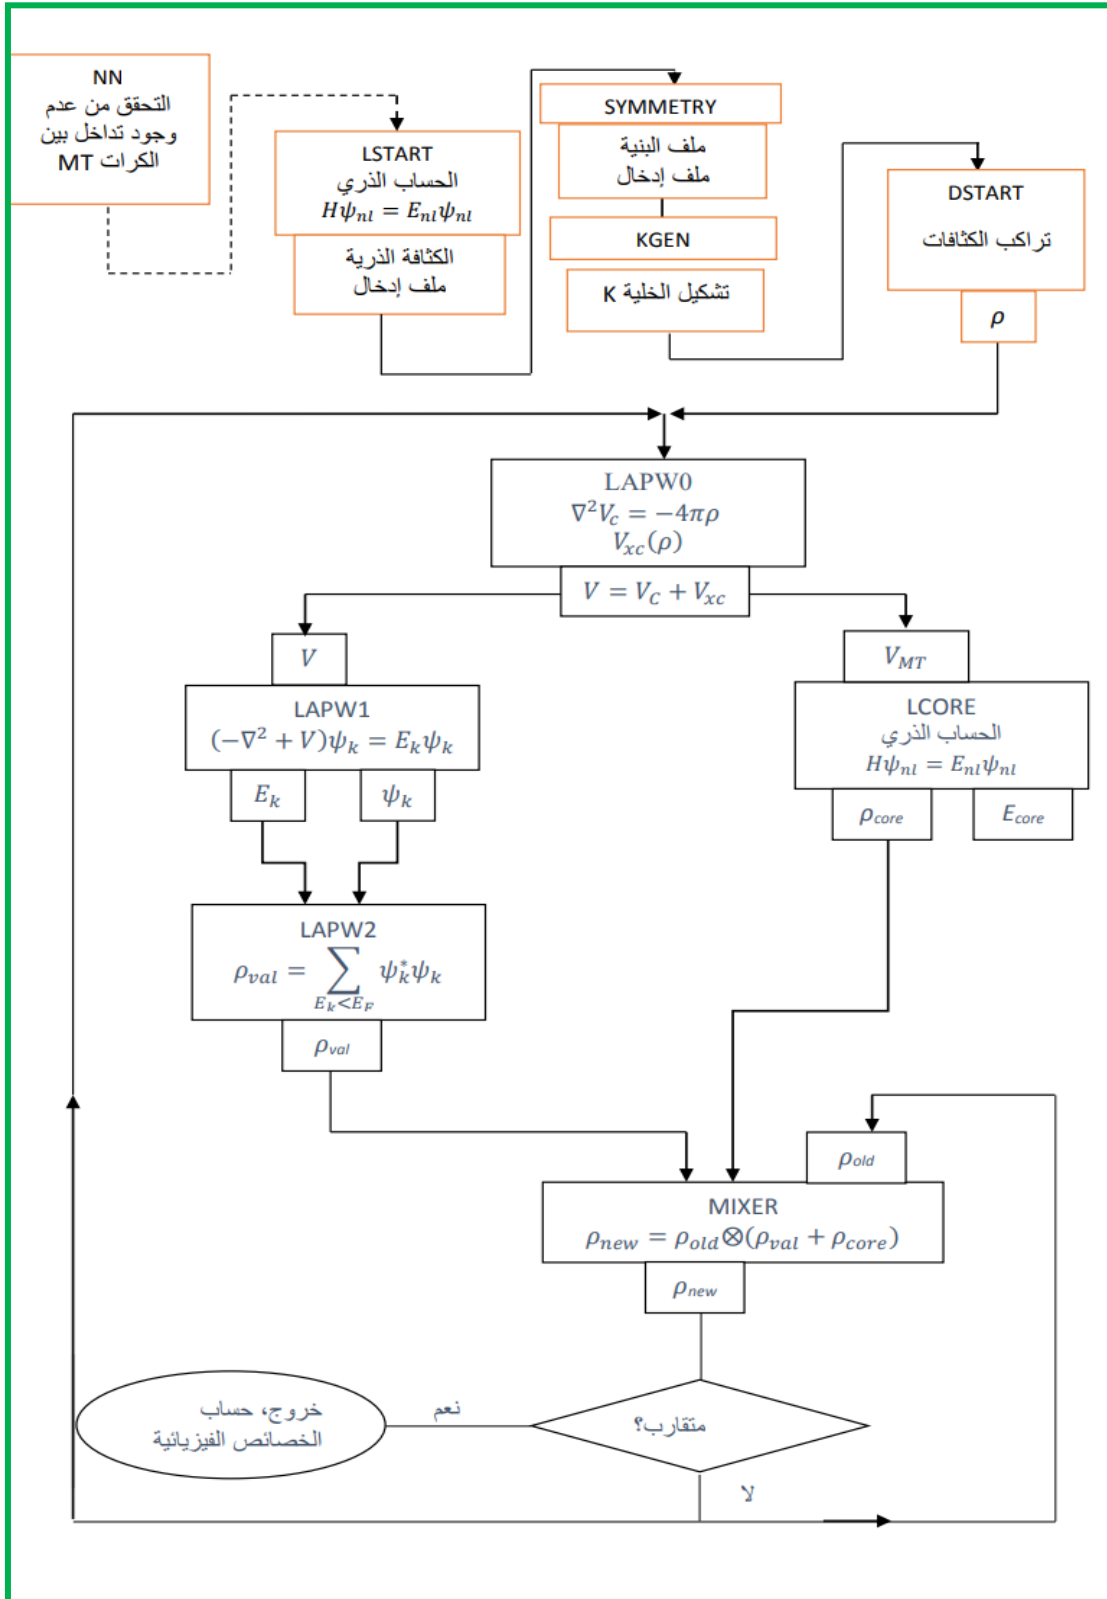 NN
التحقق من عدم
وجود تداخل بين
الكرات MT
LSTART
الحساب الذري
Hψnl = Enlψnl
الكثافة الذرية
ملف إدخال
SYMMETRY
ملف البنية
ملف إدخال
KGEN
تشكيل الخلية K
DSTART
تراكب الكثافات
ρ
LAPW0
∇²Vc = −4πρ
Vxc(ρ)
V = VC + Vxc
V
LAPW1
(−∇² + V)ψk = Ekψk
Ek
ψk
VMT
LCORE
الحساب الذري
Hψnl = Enlψnl
ρcore
Ecore
LAPW2
ρval = ∑ ψk*ψk
Ek<EF
ρval
ρold
MIXER
ρnew = ρold⊗(ρval + ρcore)
ρnew
متقارب؟
نعم
خروج، حساب
الخصائص الفيزيائية
لا